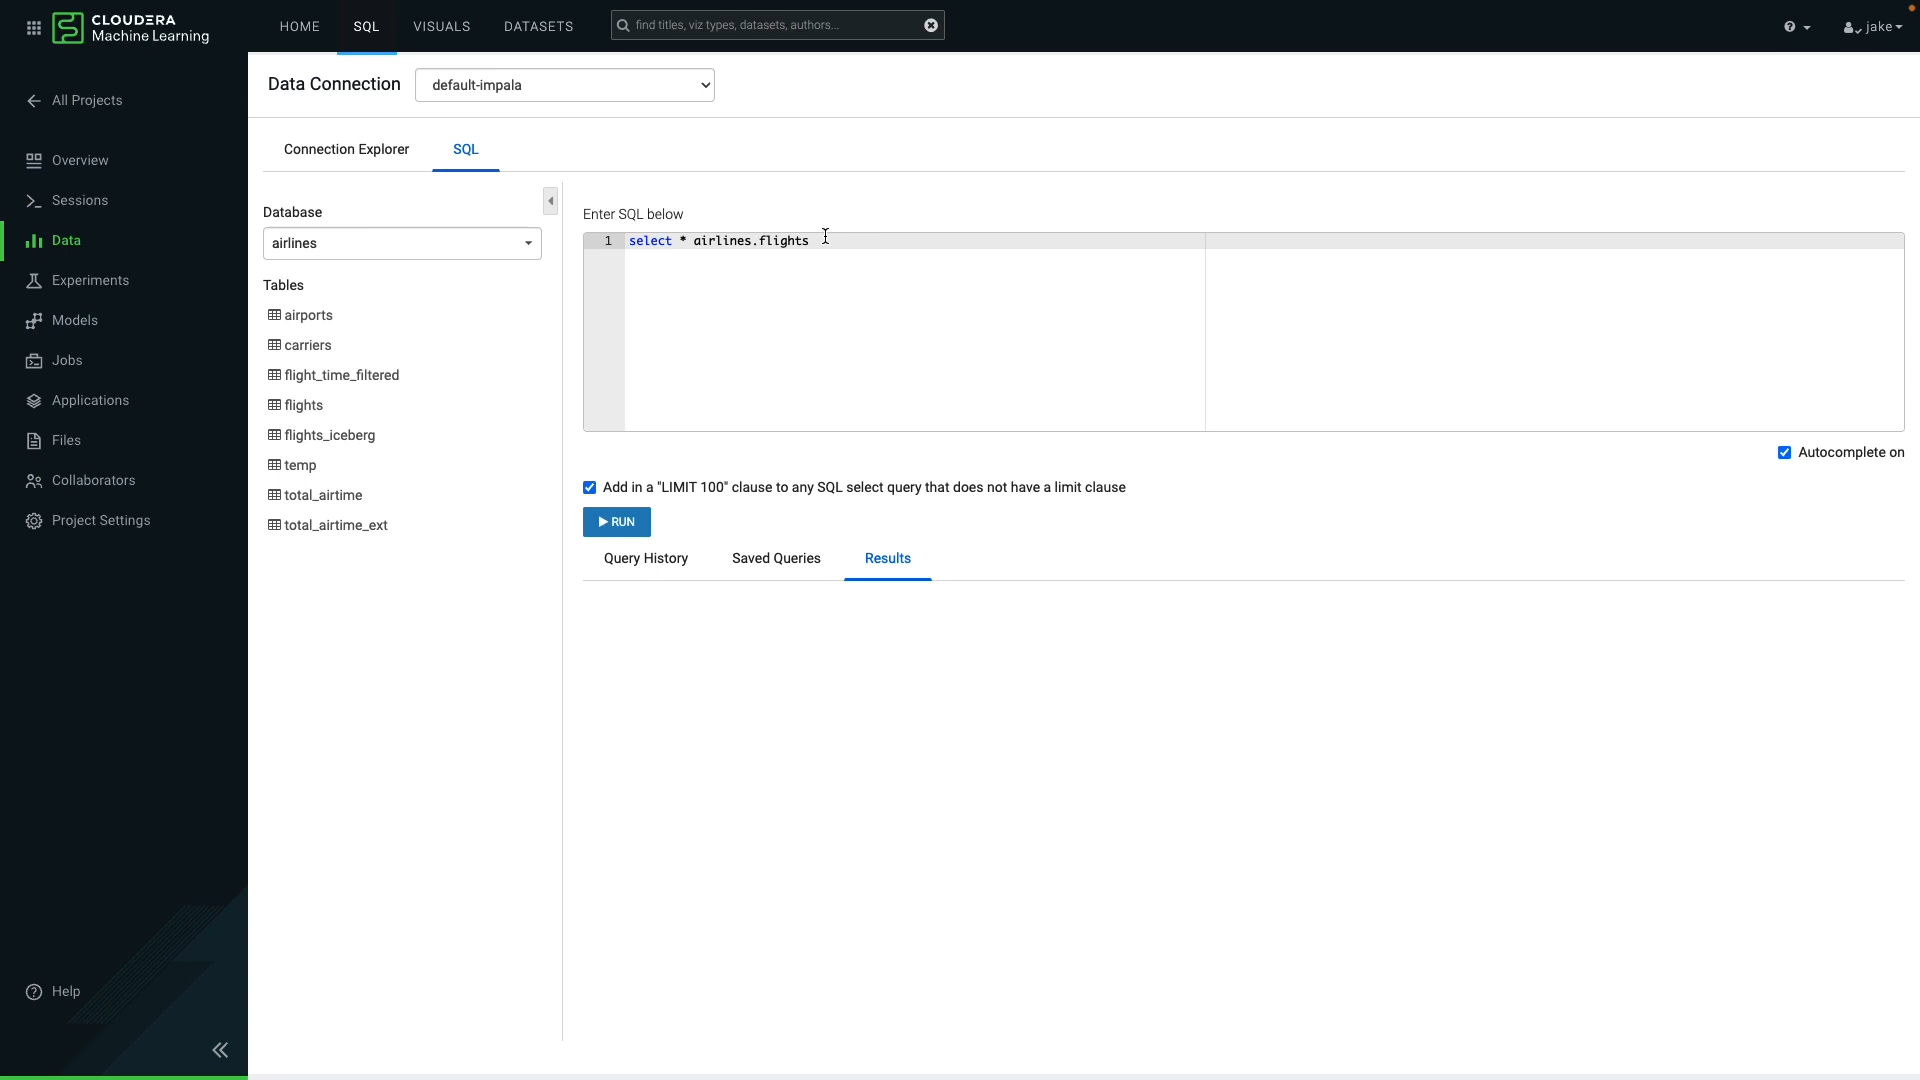 CLOUDERA
Machine Learning
HOME
SQL
VISUALS
DATASETS
find titles, viz types, datasets, authors...
jake
All Projects
Overview
Sessions
Data
Experiments
Models
Jobs
Applications
Files
Collaborators
Project Settings
Help
Data Connection
default-impala
Connection Explorer
SQL
Database
airlines
Tables
airports
carriers
flight_time_filtered
flights
flights_iceberg
temp
total_airtime
total_airtime_ext
Enter SQL below
1 select * airlines.flights
Autocomplete on
Add in a "LIMIT 100" clause to any SQL select query that does not have a limit clause
RUN
Query History
Saved Queries
Results